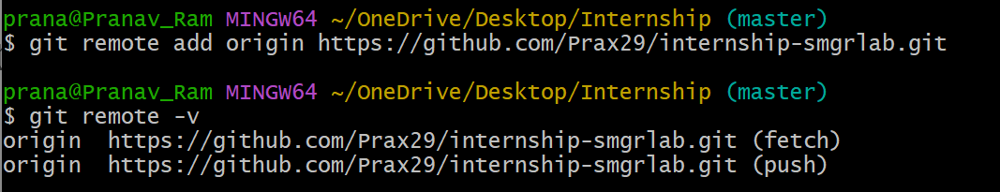 prana@Pranav_Ram MINGW64 ~/OneDrive/Desktop/Internship (master)
$ git remote add origin https://github.com/Prax29/internship-smgrlab.git
prana@Pranav_Ram MINGW64 ~/OneDrive/Desktop/Internship (master)
$ git remote -v
origin  https://github.com/Prax29/internship-smgrlab.git (fetch)
origin  https://github.com/Prax29/internship-smgrlab.git (push)